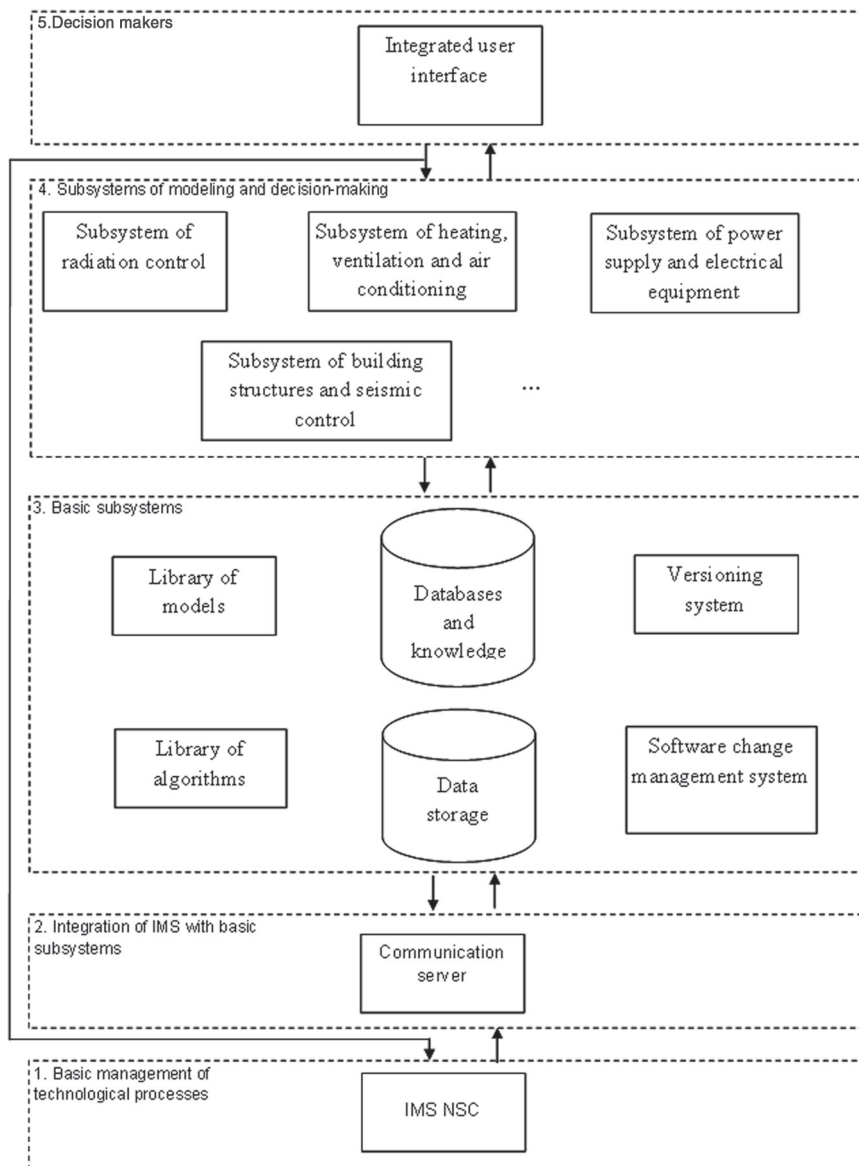 5.Decision makers
Integrated user
interface
4. Subsystems of modeling and decision-making
Subsystem of
radiation control
Subsystem of heating,
ventilation and air
conditioning
Subsystem of power
supply and electrical
equipment
Subsystem of building
structures and seismic
control
...
3. Basic subsystems
Library of
models
Databases
and
knowledge
Versioning
system
Library of
algorithms
Data
storage
Software change
management system
2. Integration of IMS with basic
subsystems
Communication
server
1. Basic management of
technological processes
IMS NSC